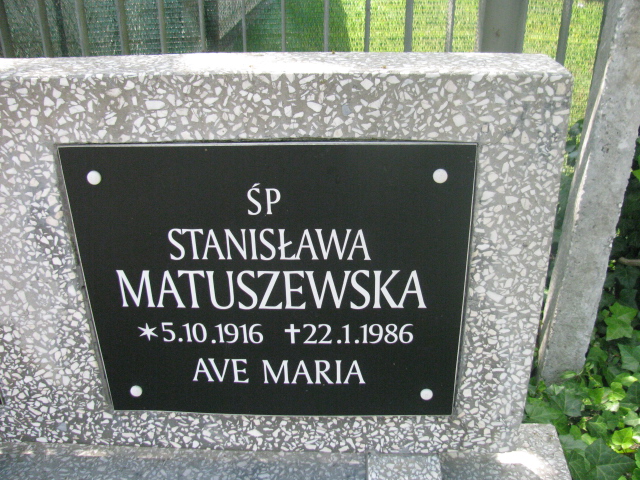 ŚP
STANISŁAWA
MATUSZEWSKA
✶5.10.1916 ✝22.1.1986
AVE MARIA